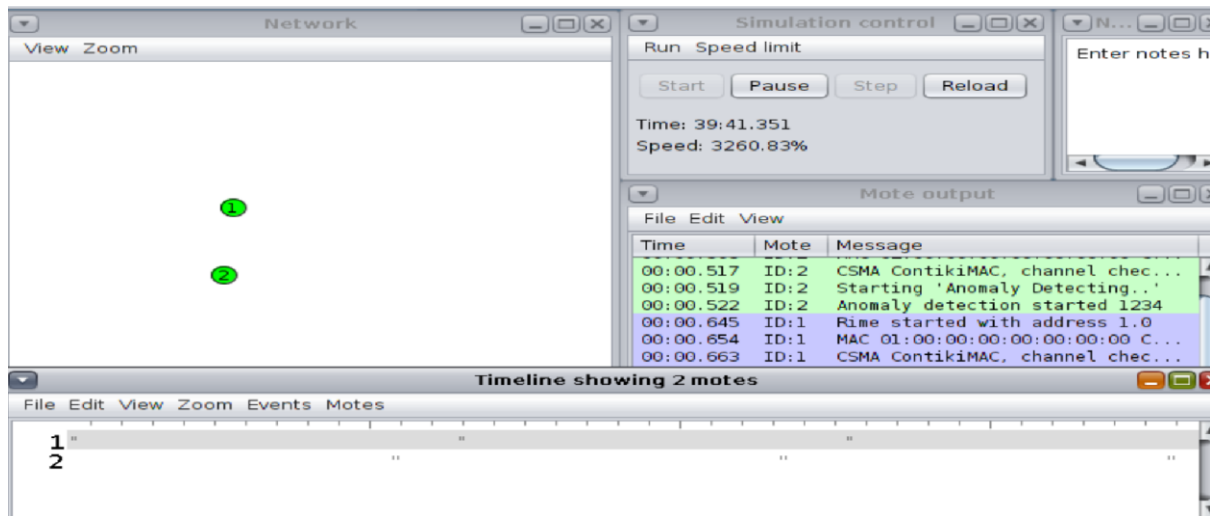 Network
View Zoom
1
2
Simulation control
Run Speed limit
Start Pause Step Reload
Time: 39:41.351
Speed: 3260.83%
N...
Enter notes h
Mote output
File Edit View
Time Mote Message
00:00.517 ID:2 CSMA ContikiMAC, channel chec...
00:00.519 ID:2 Starting 'Anomaly Detecting..'
00:00.522 ID:2 Anomaly detection started 1234
00:00.645 ID:1 Rime started with address 1.0
00:00.654 ID:1 MAC 01:00:00:00:00:00:00:00 C...
00:00.663 ID:1 CSMA ContikiMAC, channel chec...
Timeline showing 2 motes
File Edit View Zoom Events Motes
1
2